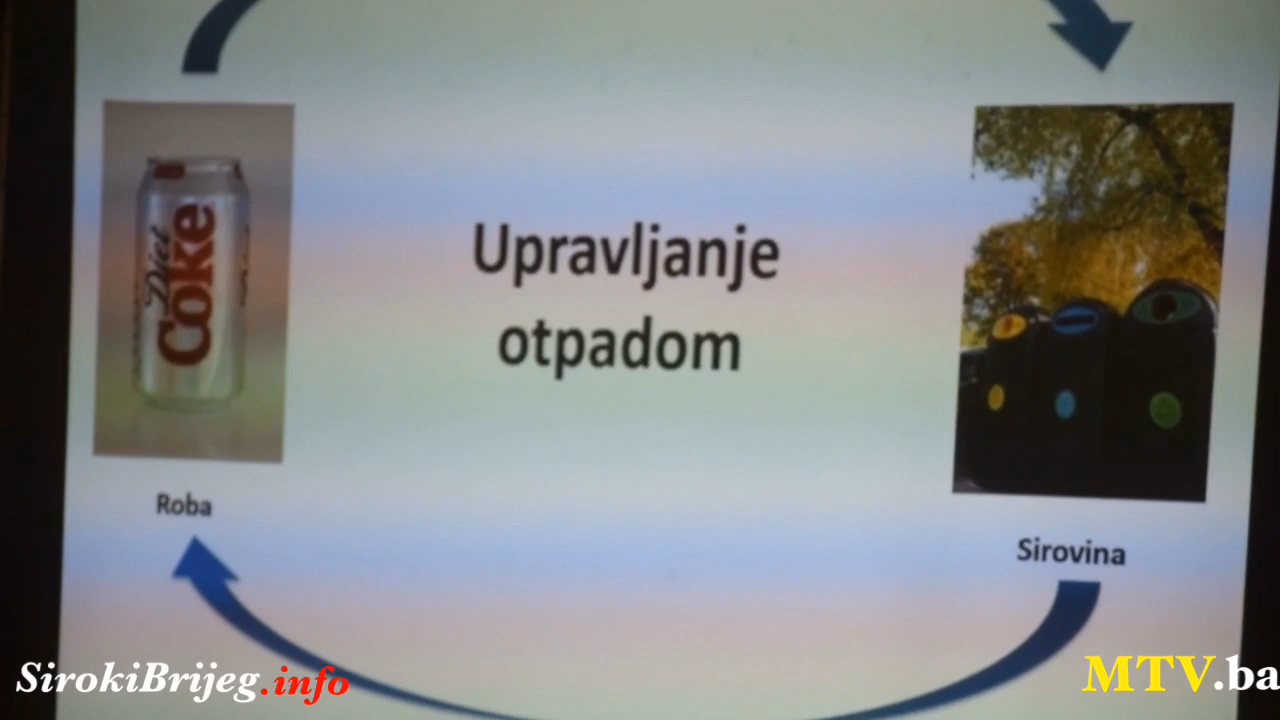 Diet
Coke
Upravljanje
otpadom
Roba
Sirovina
SirokiBrijeg.info
MTV.ba